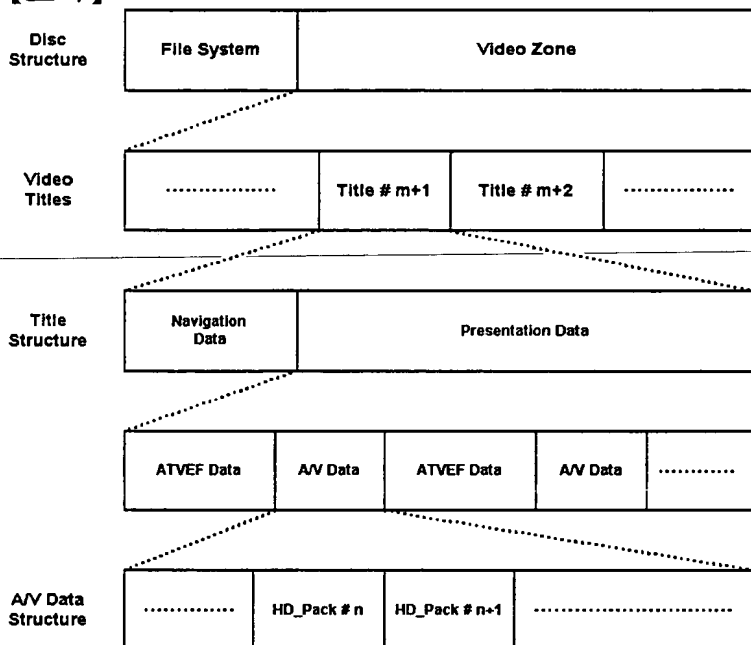 Disc
Structure
File System
Video Zone
Video
Titles
Title # m+1
Title # m+2
Title
Structure
Navigation
Data
Presentation Data
ATVEF Data
A/V Data
ATVEF Data
A/V Data
A/V Data
Structure
HD_Pack # n
HD_Pack # n+1